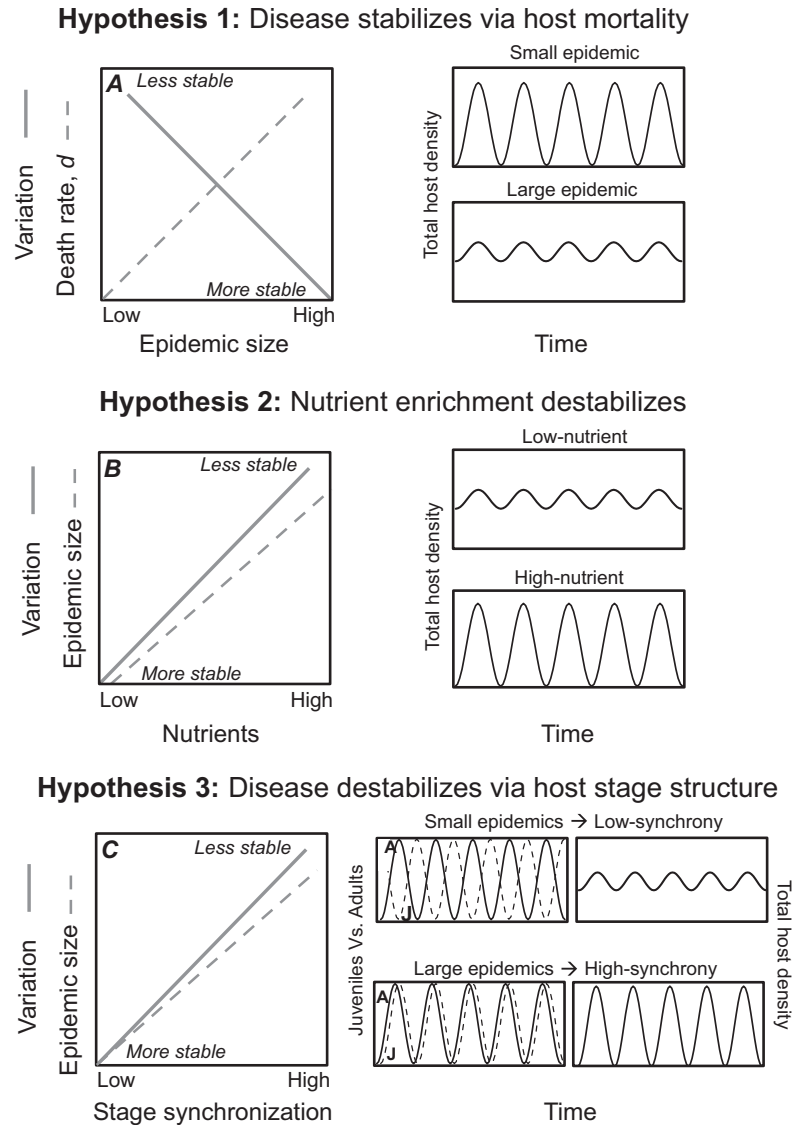 Hypothesis 1: Disease stabilizes via host mortality
Variation
Death rate, d
A
Less stable
More stable
Low
High
Epidemic size
Small epidemic
Large epidemic
Total host density
Time
Hypothesis 2: Nutrient enrichment destabilizes
Variation
Epidemic size
B
Less stable
More stable
Low
High
Nutrients
Low-nutrient
High-nutrient
Total host density
Time
Hypothesis 3: Disease destabilizes via host stage structure
Variation
Epidemic size
C
Less stable
More stable
Low
High
Stage synchronization
Small epidemics → Low-synchrony
A
J
Juveniles Vs. Adults
Large epidemics → High-synchrony
A
J
Total host density
Time